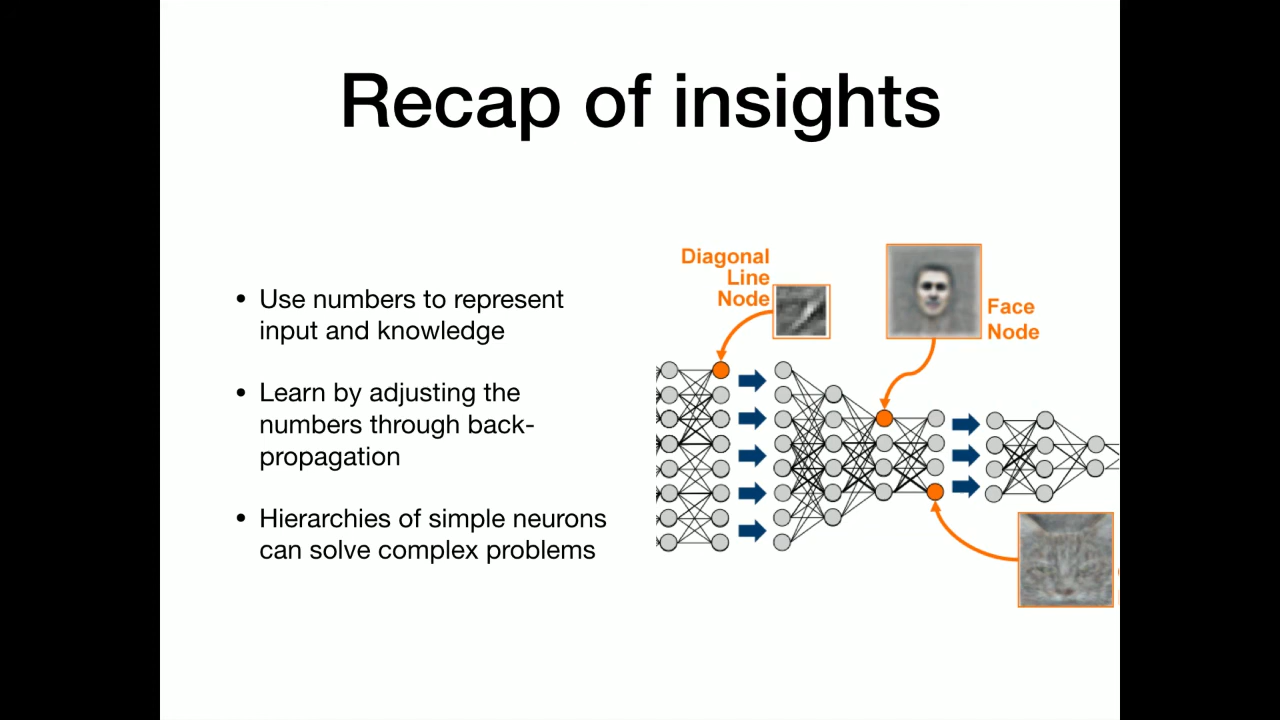 Recap of insights
• Use numbers to represent
input and knowledge
• Learn by adjusting the
numbers through back-
propagation
• Hierarchies of simple neurons
can solve complex problems
Diagonal
Line
Node
Face
Node